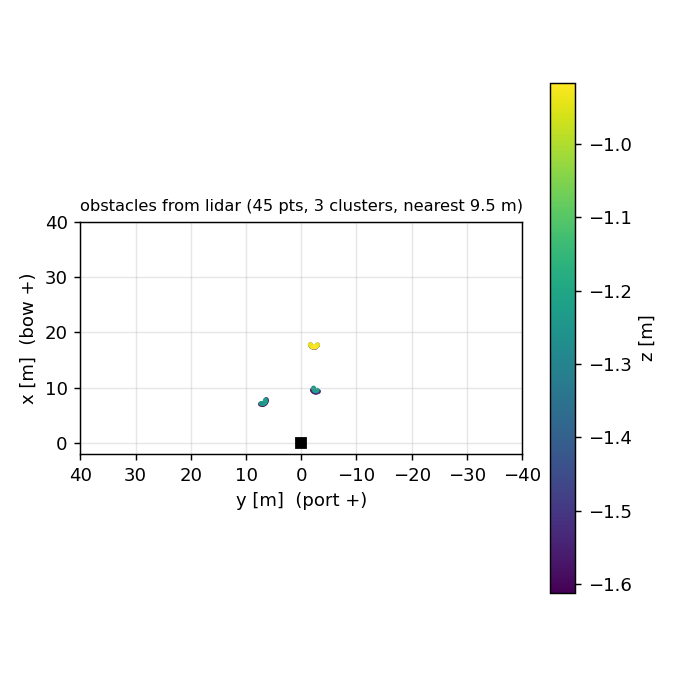 obstacles from lidar (45 pts, 3 clusters, nearest 9.5 m)
40
30
20
10
0
x [m]  (bow +)
40 30 20 10 0 −10 −20 −30 −40
y [m]  (port +)
−1.0
−1.1
−1.2
−1.3
−1.4
−1.5
−1.6
z [m]